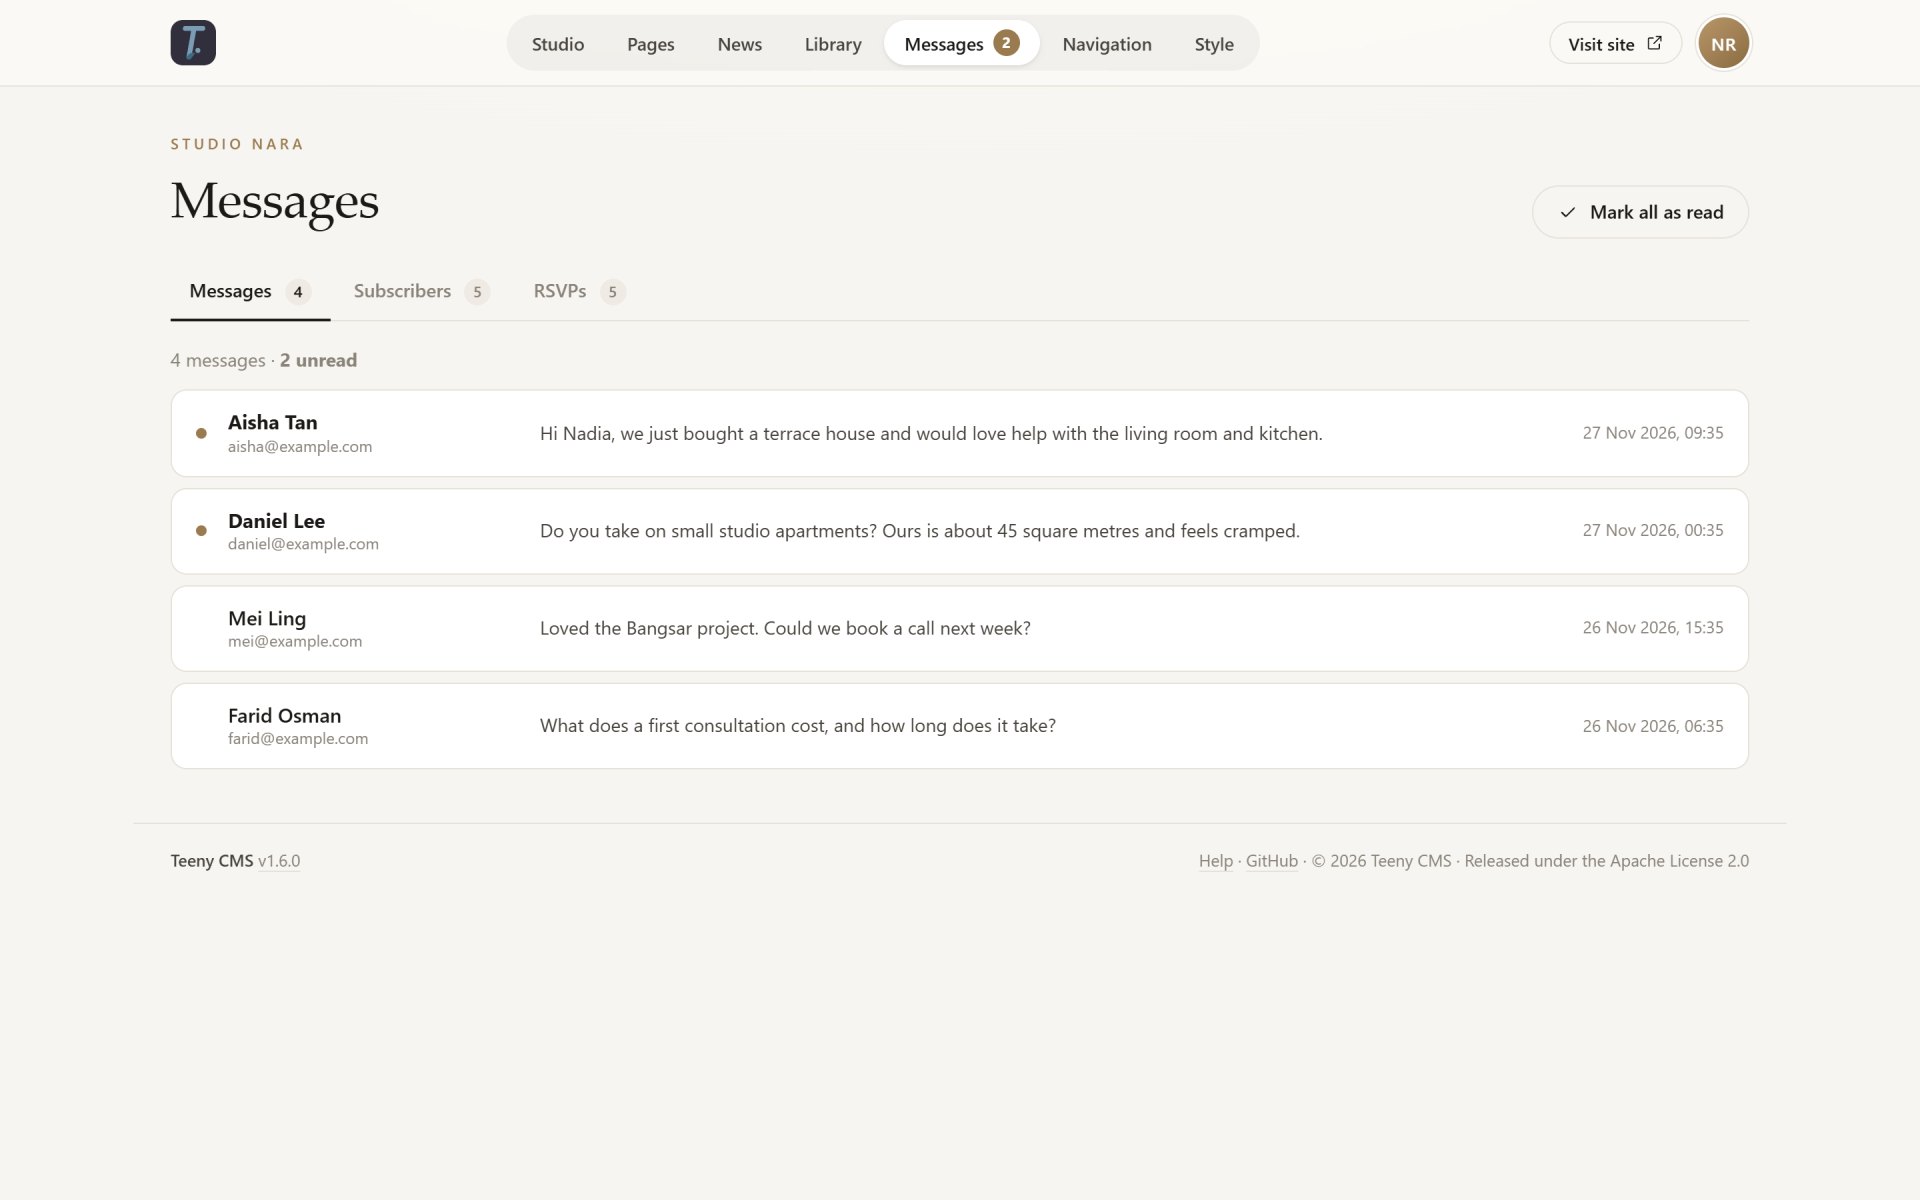 T.
Studio Pages News Library Messages 2 Navigation Style
Visit site
NR
STUDIO NARA
Messages
Mark all as read
Messages 4 Subscribers 5 RSVPs 5
4 messages · 2 unread
Aisha Tan
aisha@example.com
Hi Nadia, we just bought a terrace house and would love help with the living room and kitchen.
27 Nov 2026, 09:35
Daniel Lee
daniel@example.com
Do you take on small studio apartments? Ours is about 45 square metres and feels cramped.
27 Nov 2026, 00:35
Mei Ling
mei@example.com
Loved the Bangsar project. Could we book a call next week?
26 Nov 2026, 15:35
Farid Osman
farid@example.com
What does a first consultation cost, and how long does it take?
26 Nov 2026, 06:35
Teeny CMS v1.6.0
Help · GitHub · © 2026 Teeny CMS · Released under the Apache License 2.0